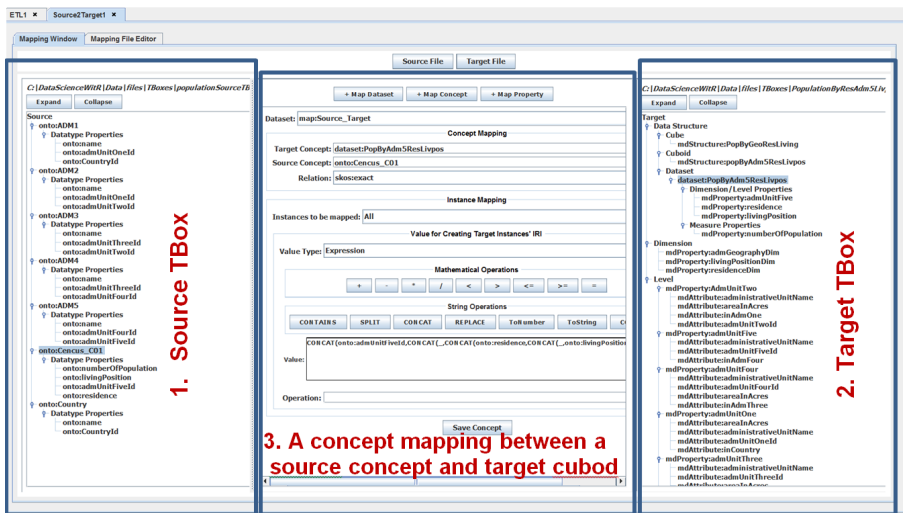 ETL1 × Source2Target1 ×
Mapping Window Mapping File Editor
Source File Target File
C:\DataScienceWitR\Data\files\TBoxes\populationSourceTB
Expand Collapse
Source
onto:ADM1
Datatype Properties
onto:name
onto:admUnitOneId
onto:CountryId
onto:ADM2
Datatype Properties
onto:name
onto:admUnitOneId
onto:admUnitTwoId
onto:ADM3
Datatype Properties
onto:name
onto:admUnitThreeId
onto:admUnitTwoId
onto:ADM4
Datatype Properties
onto:name
onto:admUnitThreeId
onto:admUnitFourId
onto:ADM5
Datatype Properties
onto:name
onto:admUnitFourId
onto:admUnitFiveId
onto:Cencus_C01
Datatype Properties
onto:numberOfPopulation
onto:livingPosition
onto:admUnitFiveId
onto:residence
onto:Country
Datatype Properties
onto:name
onto:CountryId
1. Source TBox
+ Map Dataset + Map Concept + Map Property
Dataset: map:Source_Target
Concept Mapping
Target Concept: dataset:PopByAdm5ResLivpos
Source Concept: onto:Cencus_C01
Relation: skos:exact
Instance Mapping
Instances to be mapped: All
Value for Creating Target Instances' IRI
Value Type: Expression
Mathematical Operations
+ - * / < > <= >= =
String Operations
CONTAINS SPLIT CONCAT REPLACE ToNumber ToString CO
Value: CONCAT(onto:admUnitFiveId,CONCAT(_,CONCAT(onto:residence,CONCAT(_,onto:livingPosition
Operation:
Save Concept
3. A concept mapping between a
source concept and target cubod
C:\DataScienceWitR\Data\files\TBoxes\PopulationByResAdm5Liv
Expand Collapse
Target
Data Structure
Cube
mdStructure:PopByGeoResLiving
Cuboid
mdStructure:popByAdm5ResLivpos
Dataset
dataset:PopByAdm5ResLivpos
Dimension/Level Properties
mdProperty:admUnitFive
mdProperty:residence
mdProperty:livingPosition
Measure Properties
mdProperty:numberOfPopulation
Dimension
mdProperty:admGeographyDim
mdProperty:livingPositionDim
mdProperty:residenceDim
Level
mdProperty:AdmUnitTwo
mdAttribute:administrativeUnitName
mdAttribute:areaInAcres
mdAttribute:inAdmOne
mdAttribute:admUnitTwoId
mdProperty:admUnitFive
mdAttribute:areaInAcres
mdAttribute:administrativeUnitName
mdAttribute:admUnitFiveId
mdAttribute:inAdmFour
mdProperty:admUnitFour
mdAttribute:administrativeUnitName
mdAttribute:admUnitFourId
mdAttribute:areaInAcres
mdAttribute:inAdmThree
mdProperty:admUnitOne
mdAttribute:areaInAcres
mdAttribute:administrativeUnitName
mdAttribute:admUnitOneId
mdAttribute:inCountry
mdProperty:admUnitThree
mdAttribute:administrativeUnitName
mdAttribute:admUnitThreeId
mdAttribute:areaInAcres
2. Target TBox